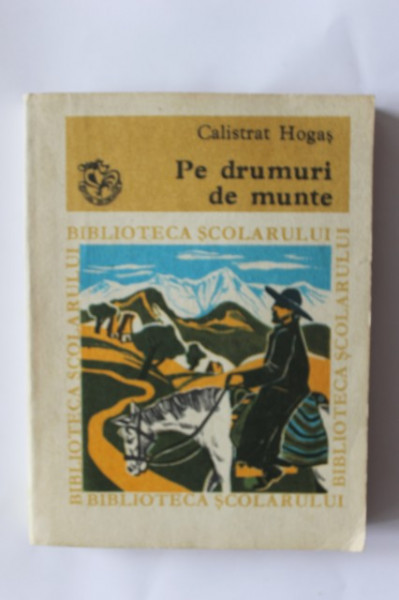 Calistrat Hogaş
Pe drumuri
de munte
BIBLIOTECA ŞCOLARULUI
BIBLIOTECA ŞCOLARULUI
BIBLIOTECA ŞCOLARULUI
BIBLIOTECA ŞCOLARULUI